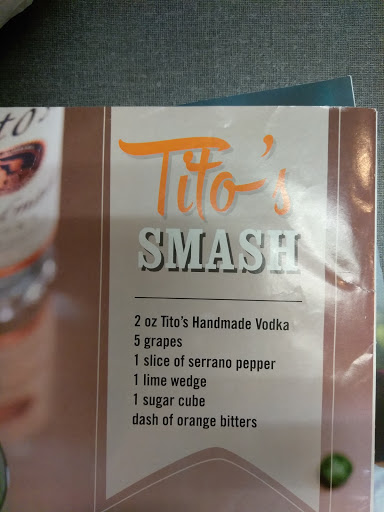 Tito's
SMASH
2 oz Tito's Handmade Vodka
5 grapes
1 slice of serrano pepper
1 lime wedge
1 sugar cube
dash of orange bitters